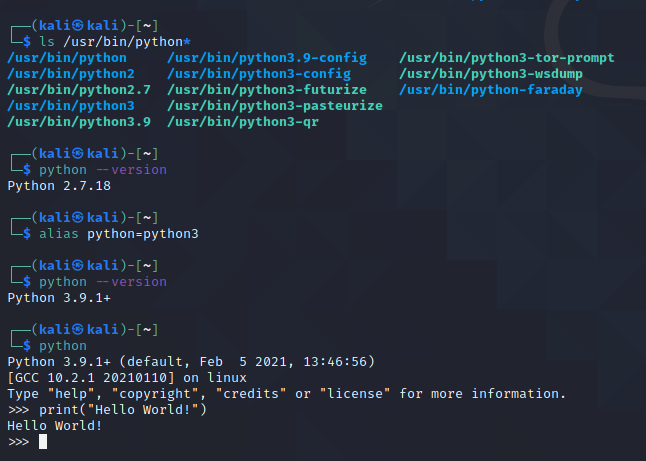 ┌──(kali㉿kali)-[~]
└─$ ls /usr/bin/python*
/usr/bin/python     /usr/bin/python3.9-config    /usr/bin/python3-tor-prompt
/usr/bin/python2    /usr/bin/python3-config      /usr/bin/python3-wsdump
/usr/bin/python2.7  /usr/bin/python3-futurize    /usr/bin/python-faraday
/usr/bin/python3    /usr/bin/python3-pasteurize
/usr/bin/python3.9  /usr/bin/python3-qr
┌──(kali㉿kali)-[~]
└─$ python --version
Python 2.7.18
┌──(kali㉿kali)-[~]
└─$ alias python=python3
┌──(kali㉿kali)-[~]
└─$ python --version
Python 3.9.1+
┌──(kali㉿kali)-[~]
└─$ python
Python 3.9.1+ (default, Feb  5 2021, 13:46:56)
[GCC 10.2.1 20210110] on linux
Type "help", "copyright", "credits" or "license" for more information.
>>> print("Hello World!")
Hello World!
>>>